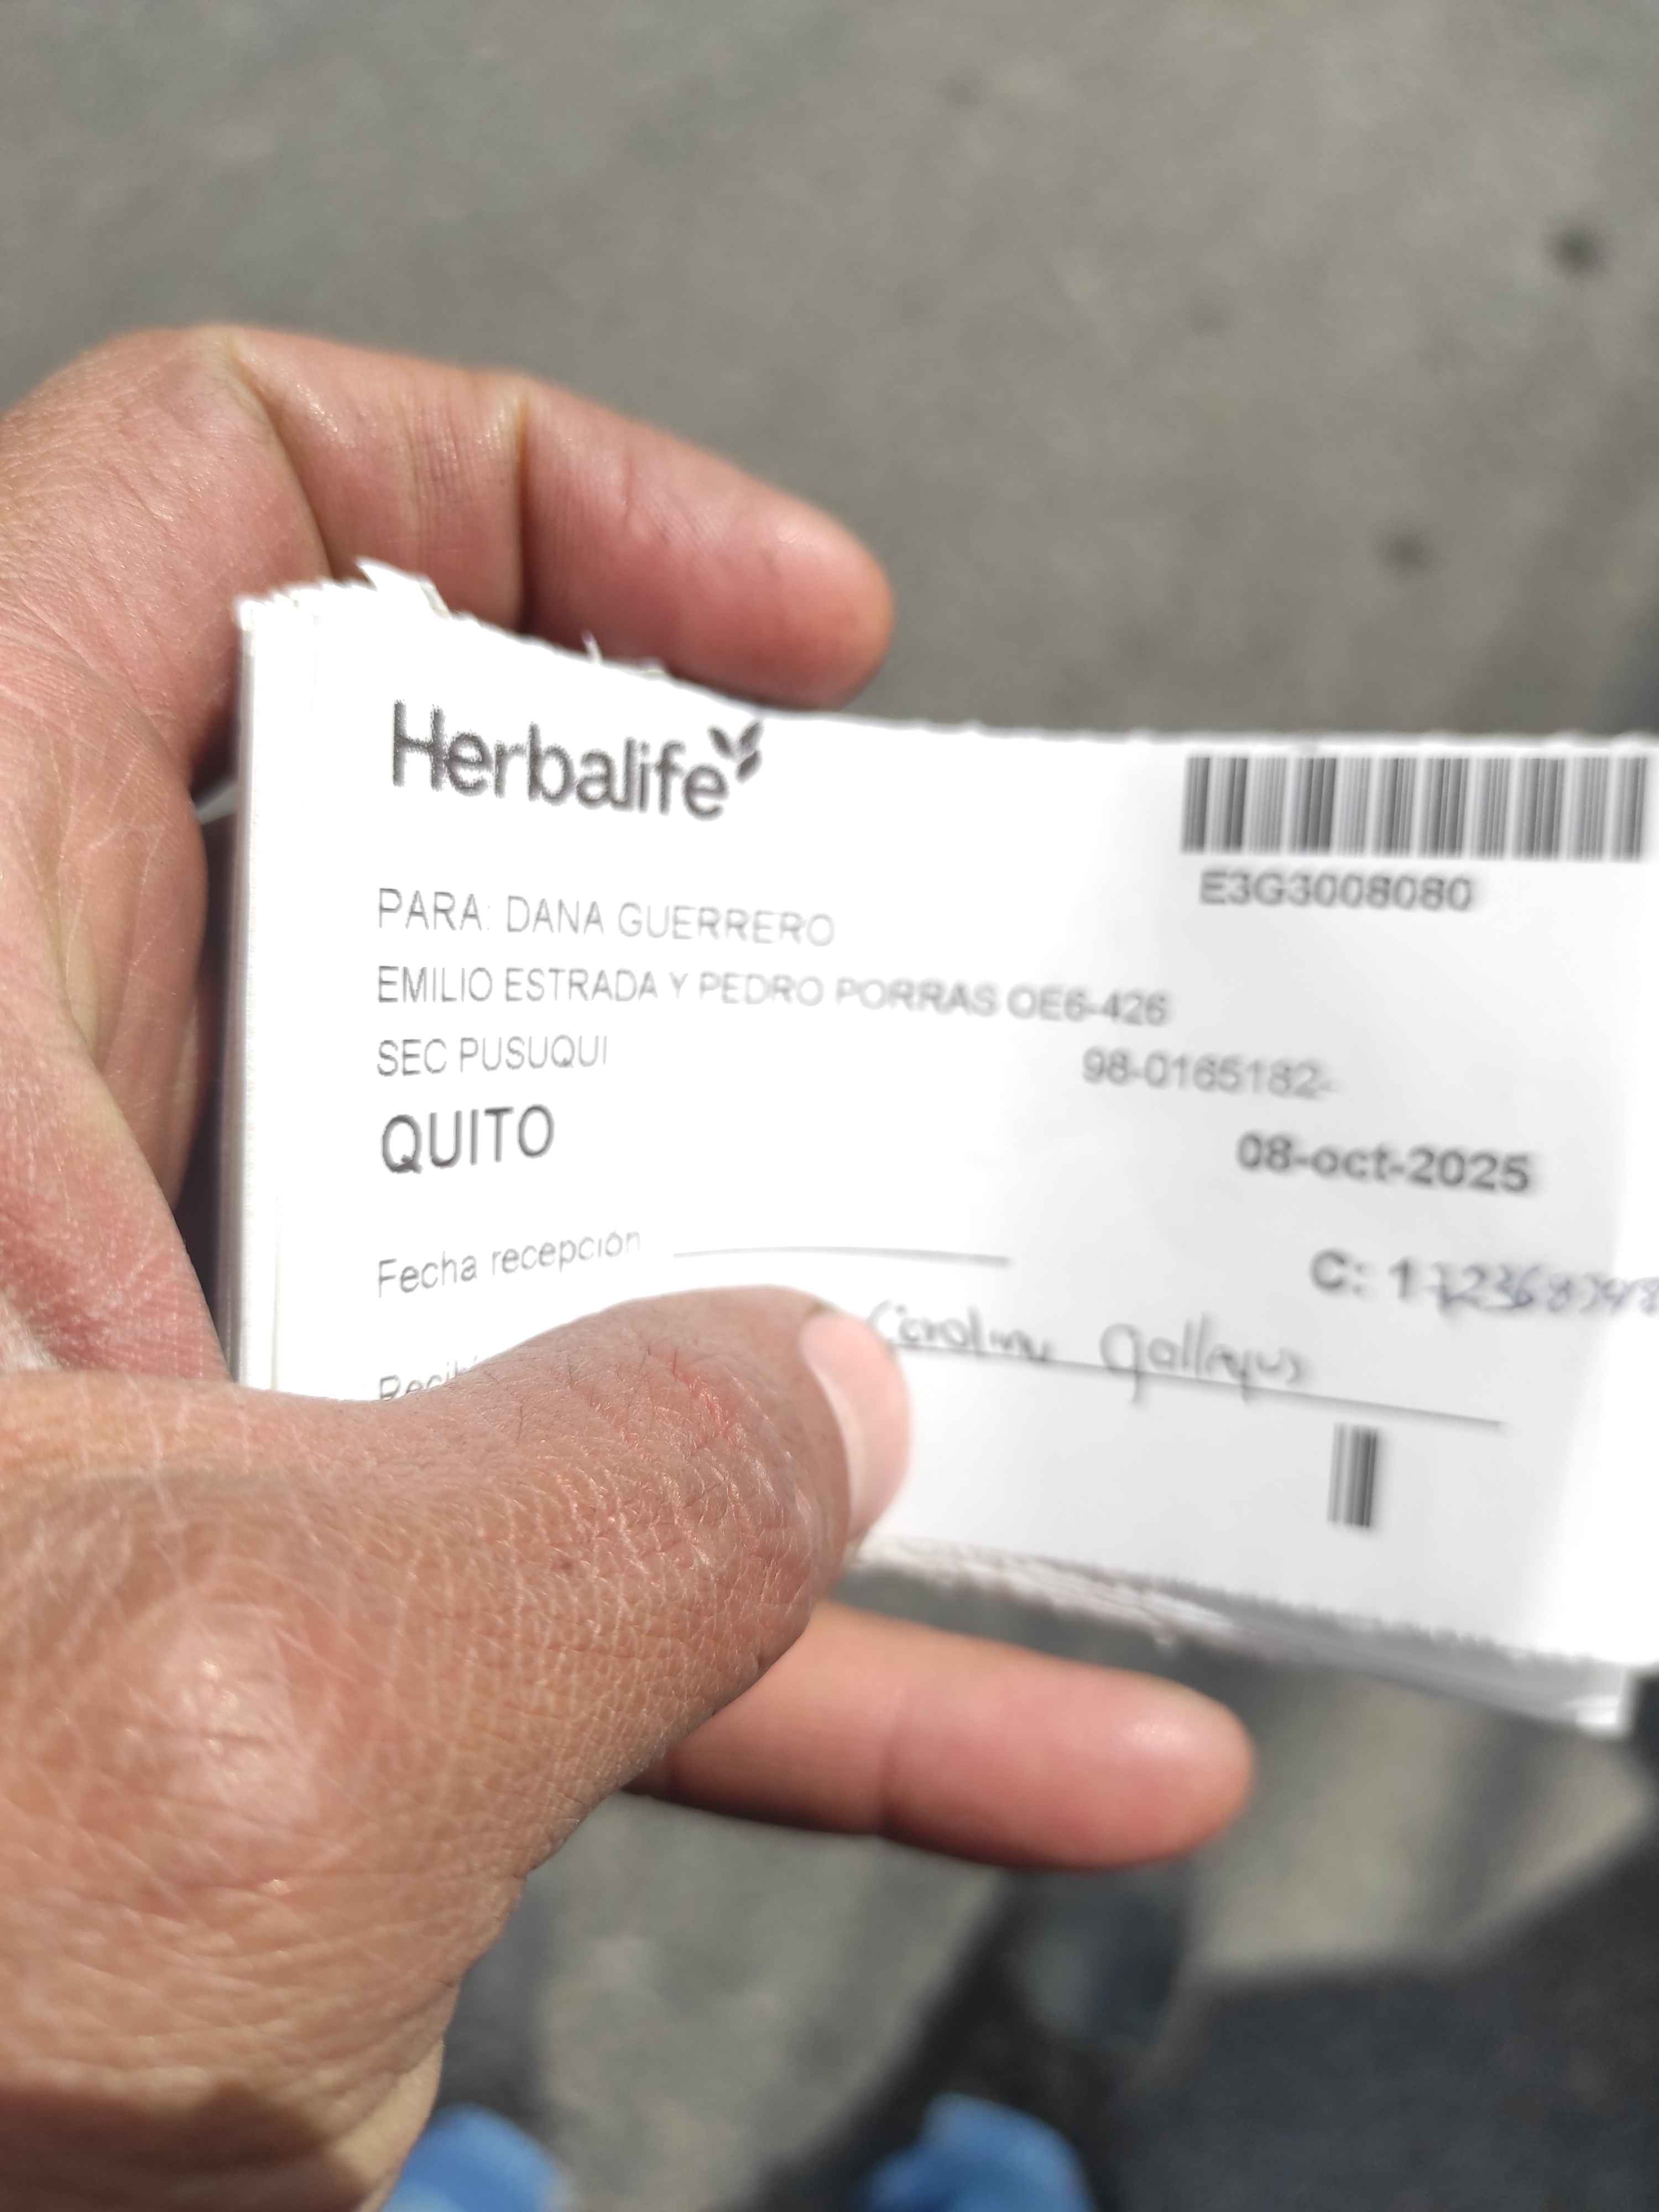 Herbalife
E3G3008080
PARA: DANA GUERRERO
EMILIO ESTRADA Y PEDRO PORRAS OE6-426
SEC PUSUQUI
98-0165182-
QUITO
08-oct-2025
Fecha recepción
C: 1